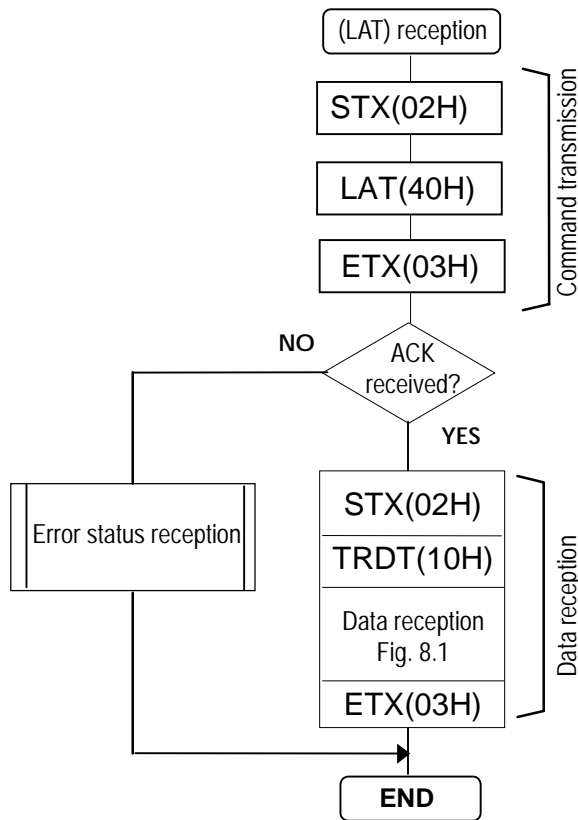 (LAT) reception
STX(02H)
LAT(40H)
ETX(03H)
Command transmission
ACK
received?
NO
YES
Error status reception
STX(02H)
TRDT(10H)
Data reception
Fig. 8.1
ETX(03H)
Data reception
END